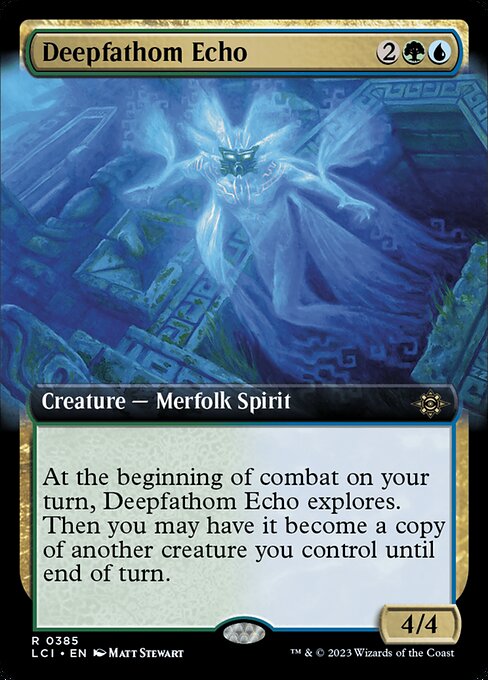 Deepfathom Echo 2
Creature — Merfolk Spirit
At the beginning of combat on your
turn, Deepfathom Echo explores.
Then you may have it become a copy
of another creature you control until
end of turn.
4/4
R 0385
LCI • EN Matt Stewart
™ & © 2023 Wizards of the Coast